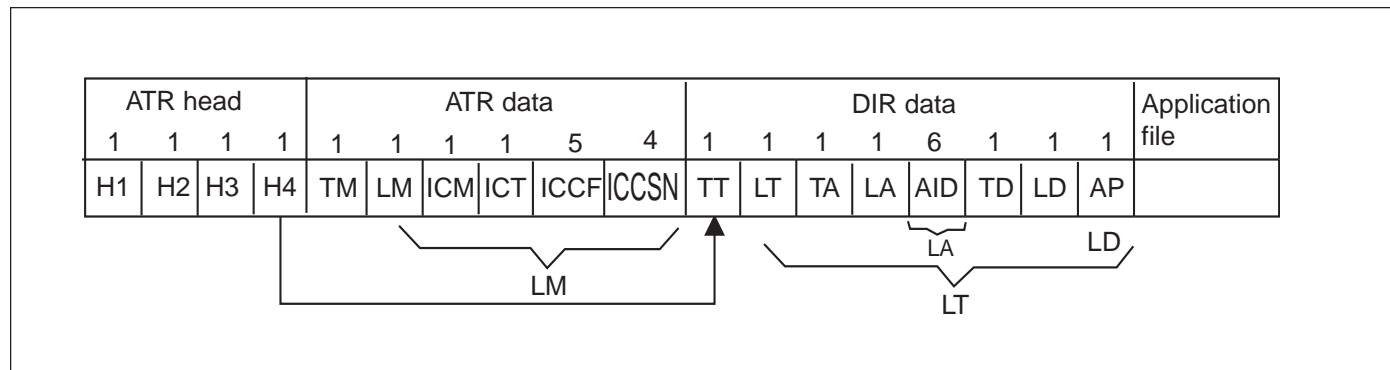 ATR head ATR data DIR data Application
file
1 1 1 1 1 1 1 1 5 4 1 1 1 1 6 1 1 1
H1 H2 H3 H4 TM LM ICM ICT ICCF ICCSN TT LT TA LA AID TD LD AP
LA LD
LM
LT